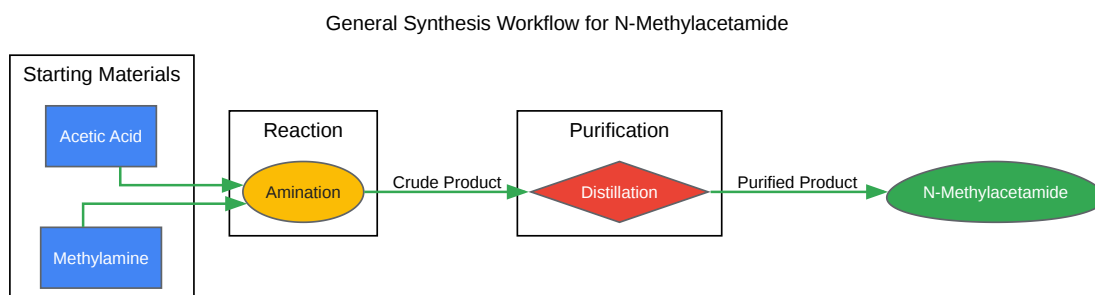 General Synthesis Workflow for N-Methylacetamide
Starting Materials
Acetic Acid
Methylamine
Reaction
Amination
Crude Product
Purification
Distillation
Purified Product
N-Methylacetamide